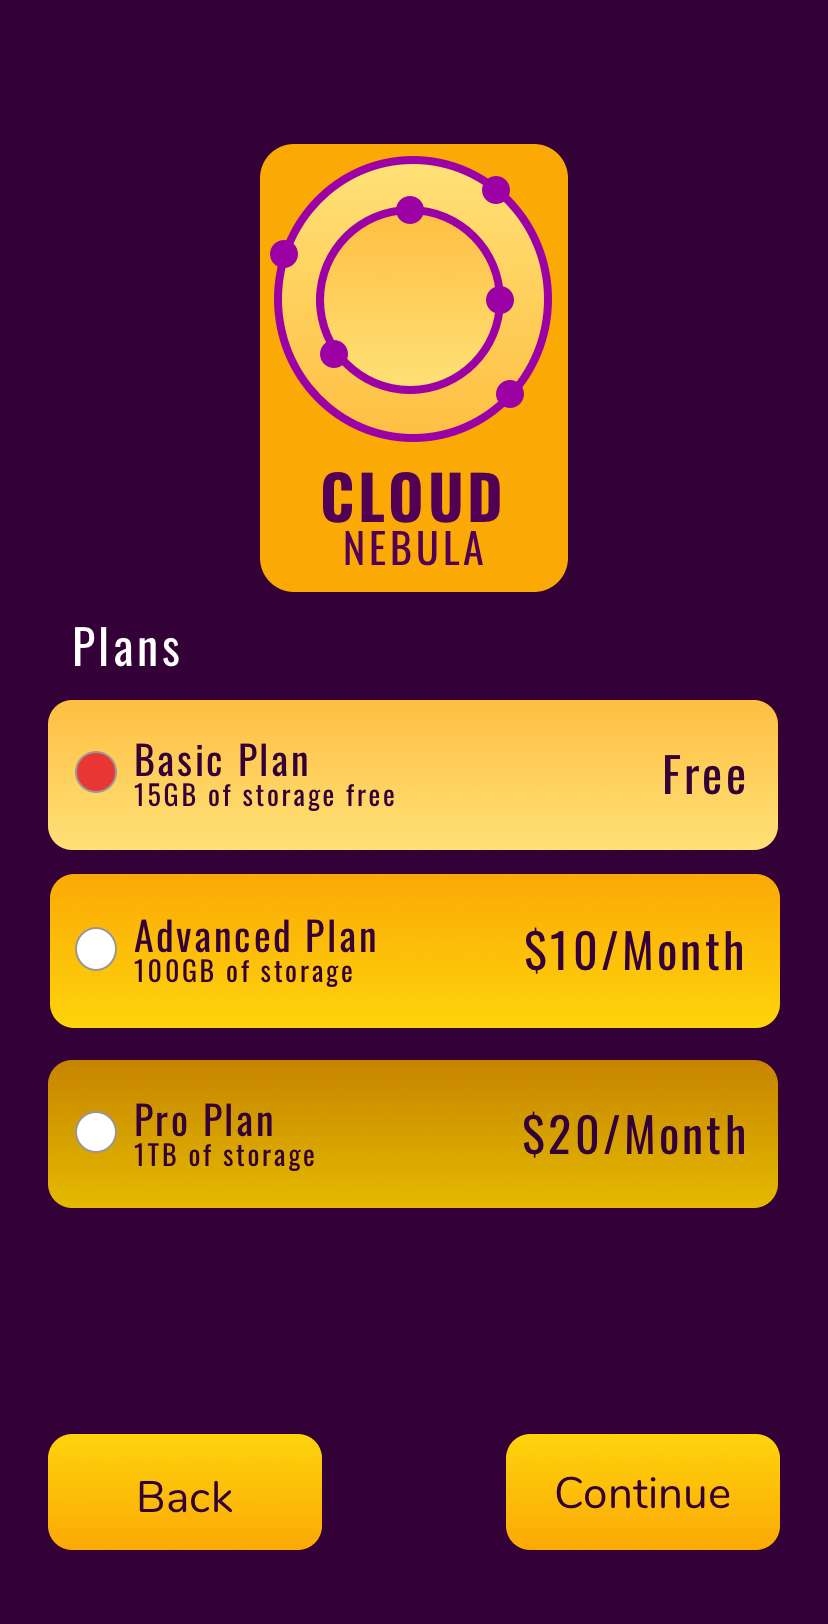 CLOUD
NEBULA
Plans
Basic Plan
15GB of storage free
Free
Advanced Plan
100GB of storage
$10/Month
Pro Plan
1TB of storage
$20/Month
Back
Continue